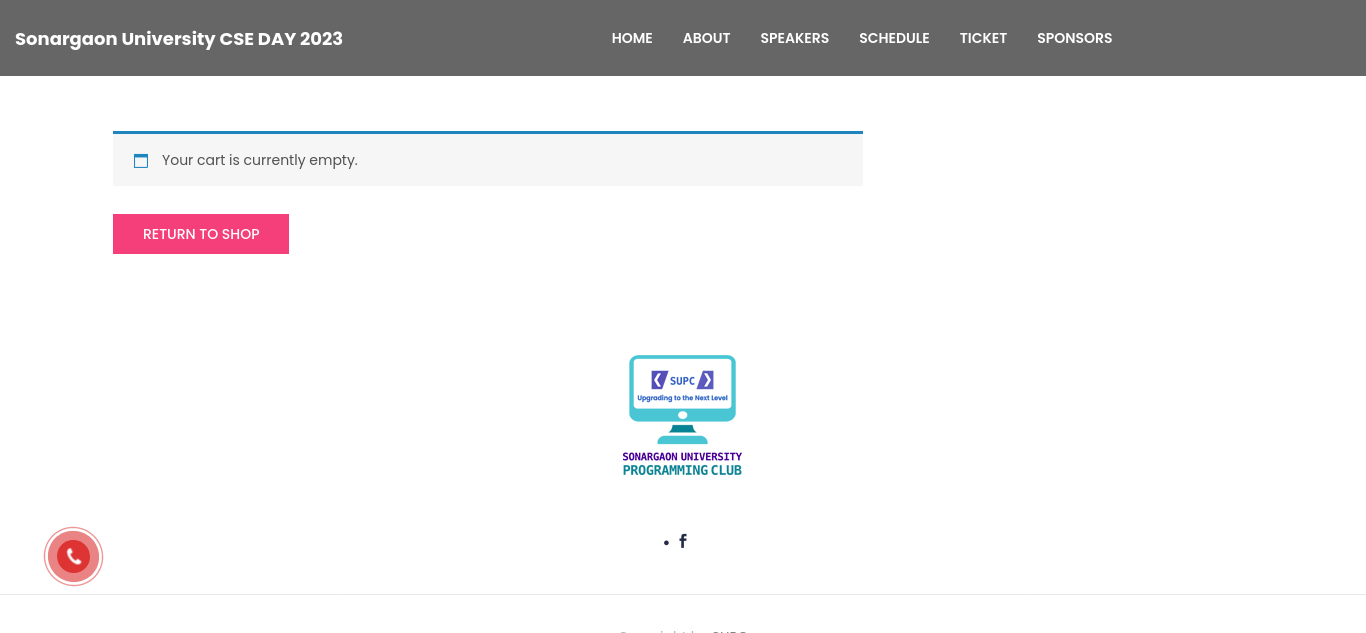 Sonargaon University CSE DAY 2023
HOME ABOUT SPEAKERS SCHEDULE TICKET SPONSORS
Your cart is currently empty.
RETURN TO SHOP
SUPC
Upgrading to the Next Level
SONARGAON UNIVERSITY
PROGRAMMING CLUB